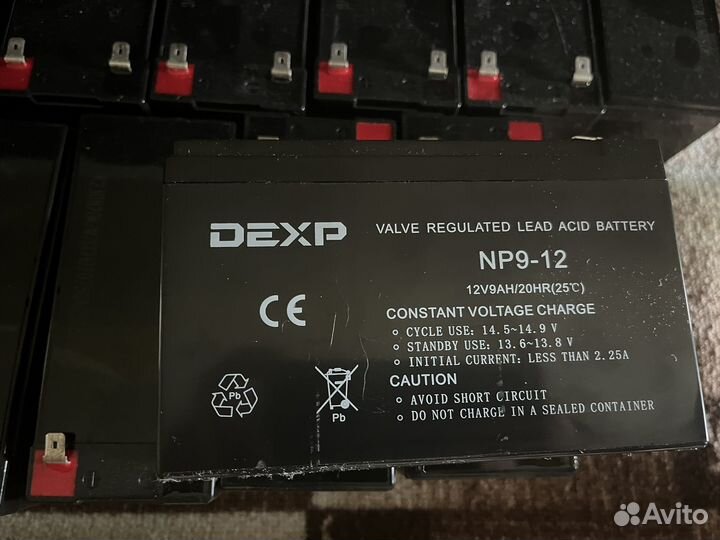 DEXP
VALVE REGULATED LEAD ACID BATTERY
NP9-12
12V9AH/20HR(25℃)
CE
CONSTANT VOLTAGE CHARGE
◦ CYCLE USE: 14.5~14.9 V
◦ STANDBY USE: 13.6~13.8 V
◦ INITIAL CURRENT: LESS THAN 2.25A
CAUTION
◦ AVOID SHORT CIRCUIT
◦ DO NOT CHARGE IN A SEALED CONTAINER
Pb
Pb
Avito